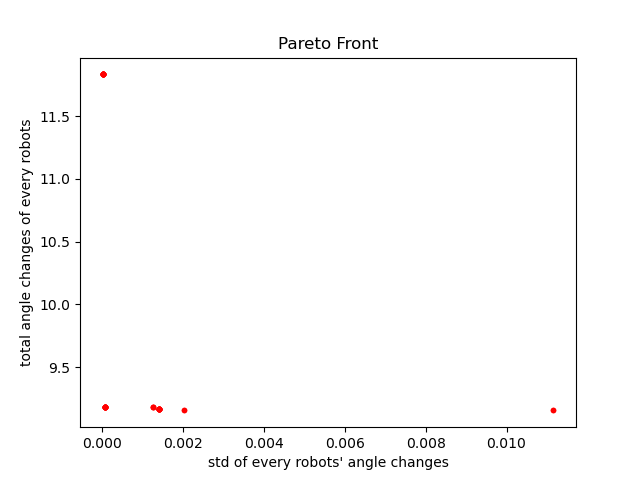 Pareto Front
total angle changes of every robots
11.5
11.0
10.5
10.0
9.5
0.000 0.002 0.004 0.006 0.008 0.010
std of every robots' angle changes